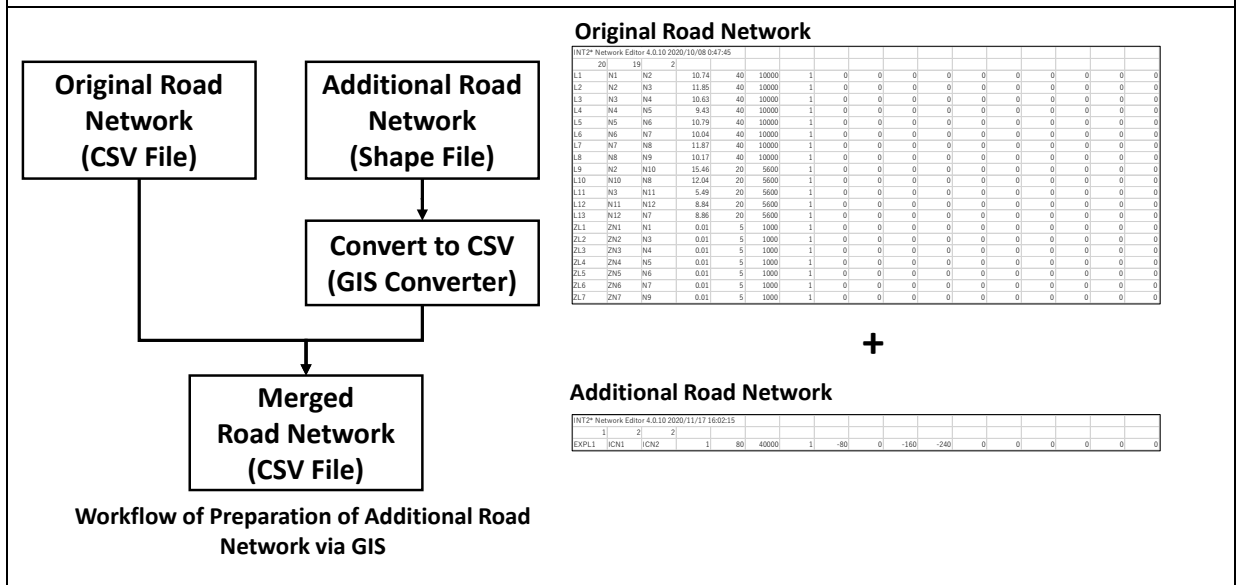 Original Road
Network
(CSV File)
Additional Road
Network
(Shape File)
Convert to CSV
(GIS Converter)
Merged
Road Network
(CSV File)
Workflow of Preparation of Additional Road
Network via GIS
Original Road Network
INT2* Network Editor 4.0.10 2020/10/08 0:47:45
20 19 2
L1 N1 N2 10.74 40 10000 1 0 0 0 0 0 0 0 0 0
L2 N2 N3 11.85 40 10000 1 0 0 0 0 0 0 0 0 0
L3 N3 N4 10.63 40 10000 1 0 0 0 0 0 0 0 0 0
L4 N4 N5 9.43 40 10000 1 0 0 0 0 0 0 0 0 0
L5 N5 N6 10.79 40 10000 1 0 0 0 0 0 0 0 0 0
L6 N6 N7 10.04 40 10000 1 0 0 0 0 0 0 0 0 0
L7 N7 N8 11.87 40 10000 1 0 0 0 0 0 0 0 0 0
L8 N8 N9 10.17 40 10000 1 0 0 0 0 0 0 0 0 0
L9 N2 N10 15.46 20 5600 1 0 0 0 0 0 0 0 0 0
L10 N10 N8 12.04 20 5600 1 0 0 0 0 0 0 0 0 0
L11 N3 N11 5.49 20 5600 1 0 0 0 0 0 0 0 0 0
L12 N11 N12 8.84 20 5600 1 0 0 0 0 0 0 0 0 0
L13 N12 N7 8.86 20 5600 1 0 0 0 0 0 0 0 0 0
ZL1 ZN1 N1 0.01 5 1000 1 0 0 0 0 0 0 0 0 0
ZL2 ZN2 N3 0.01 5 1000 1 0 0 0 0 0 0 0 0 0
ZL3 ZN3 N4 0.01 5 1000 1 0 0 0 0 0 0 0 0 0
ZL4 ZN4 N5 0.01 5 1000 1 0 0 0 0 0 0 0 0 0
ZL5 ZN5 N6 0.01 5 1000 1 0 0 0 0 0 0 0 0 0
ZL6 ZN6 N7 0.01 5 1000 1 0 0 0 0 0 0 0 0 0
ZL7 ZN7 N9 0.01 5 1000 1 0 0 0 0 0 0 0 0 0
+
Additional Road Network
INT2* Network Editor 4.0.10 2020/11/17 16:02:15
1 2 2
EXPL1 ICN1 ICN2 1 80 40000 1 -80 0 -160 -240 0 0 0 0 0